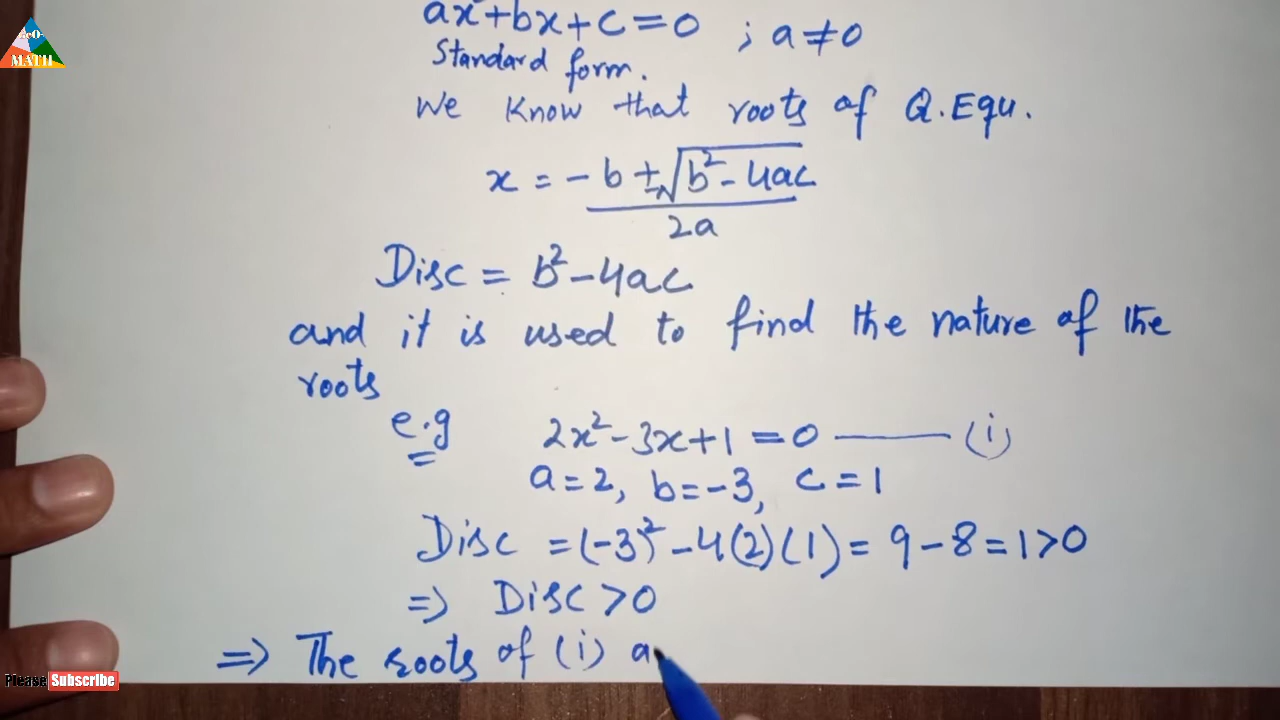 ax²+bx+c=0 ; a≠0
Standard form.
We know that roots of Q.Equ.
x = -b ±√b²-4ac
2a
Disc = b²-4ac
and it is used to find the nature of the
roots
e.g 2x²-3x+1=0 ——— (i)
a=2, b=-3, c=1
Disc =(-3)²-4(2)(1)=9-8=1>0
=> Disc >0
=> The roots of (i) a
MATH
Please Subscribe